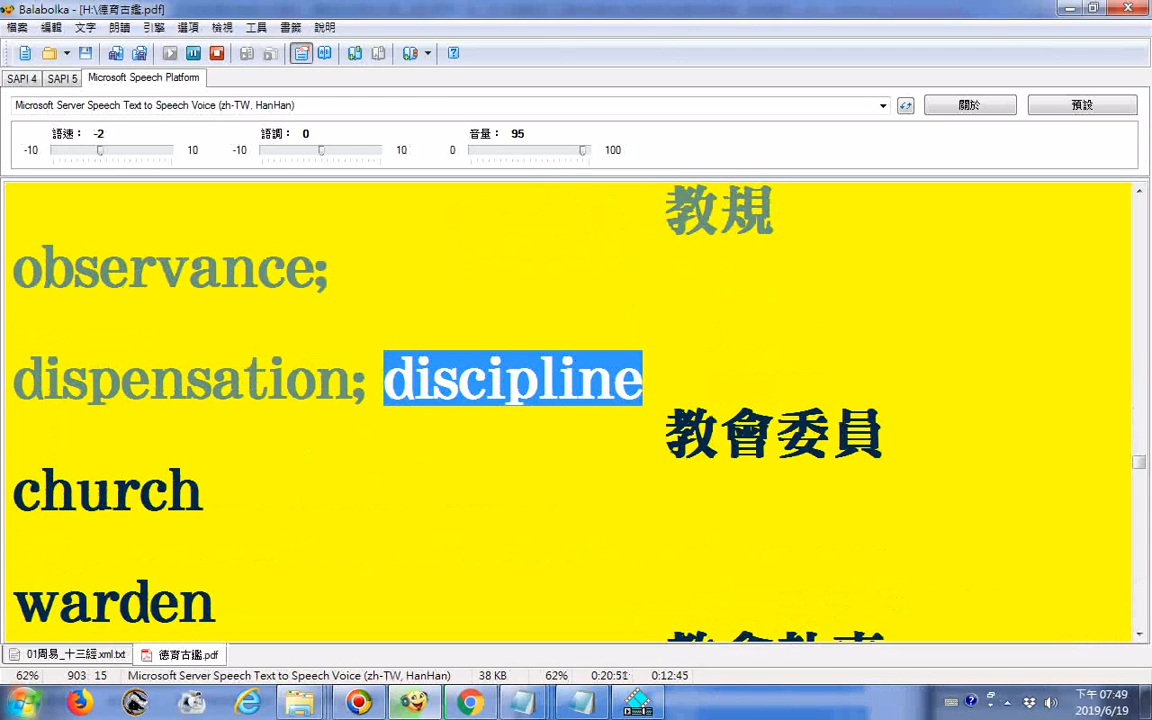 Balabolka - [H:\德育古鑑.pdf]
檔案 編輯 文字 朗讀 引擎 選項 檢視 工具 書籤 說明
SAPI 4 SAPI 5 Microsoft Speech Platform
Microsoft Server Speech Text to Speech Voice (zh-TW, HanHan)
關於 預設
語速： -2 語調： 0 音量： 95
-10 10 -10 10 0 100
教規
observance;
dispensation; discipline
教會委員
church
warden
01周易_十三經.xml.txt 德育古鑑.pdf
62% 903 : 15 Microsoft Server Speech Text to Speech Voice (zh-TW, HanHan) 38 KB 62% 0:20:51 0:12:45
下午 07:49
2019/6/19